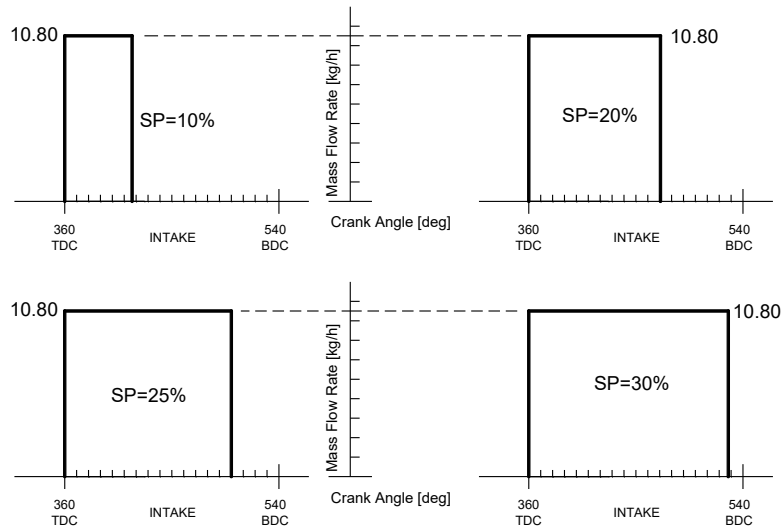 10.80
SP=10%
Mass Flow Rate [kg/h]
10.80
SP=20%
Crank Angle [deg]
360
TDC
INTAKE
540
BDC
360
TDC
INTAKE
540
BDC
10.80
SP=25%
Mass Flow Rate [kg/h]
10.80
SP=30%
Crank Angle [deg]
360
TDC
INTAKE
540
BDC
360
TDC
INTAKE
540
BDC